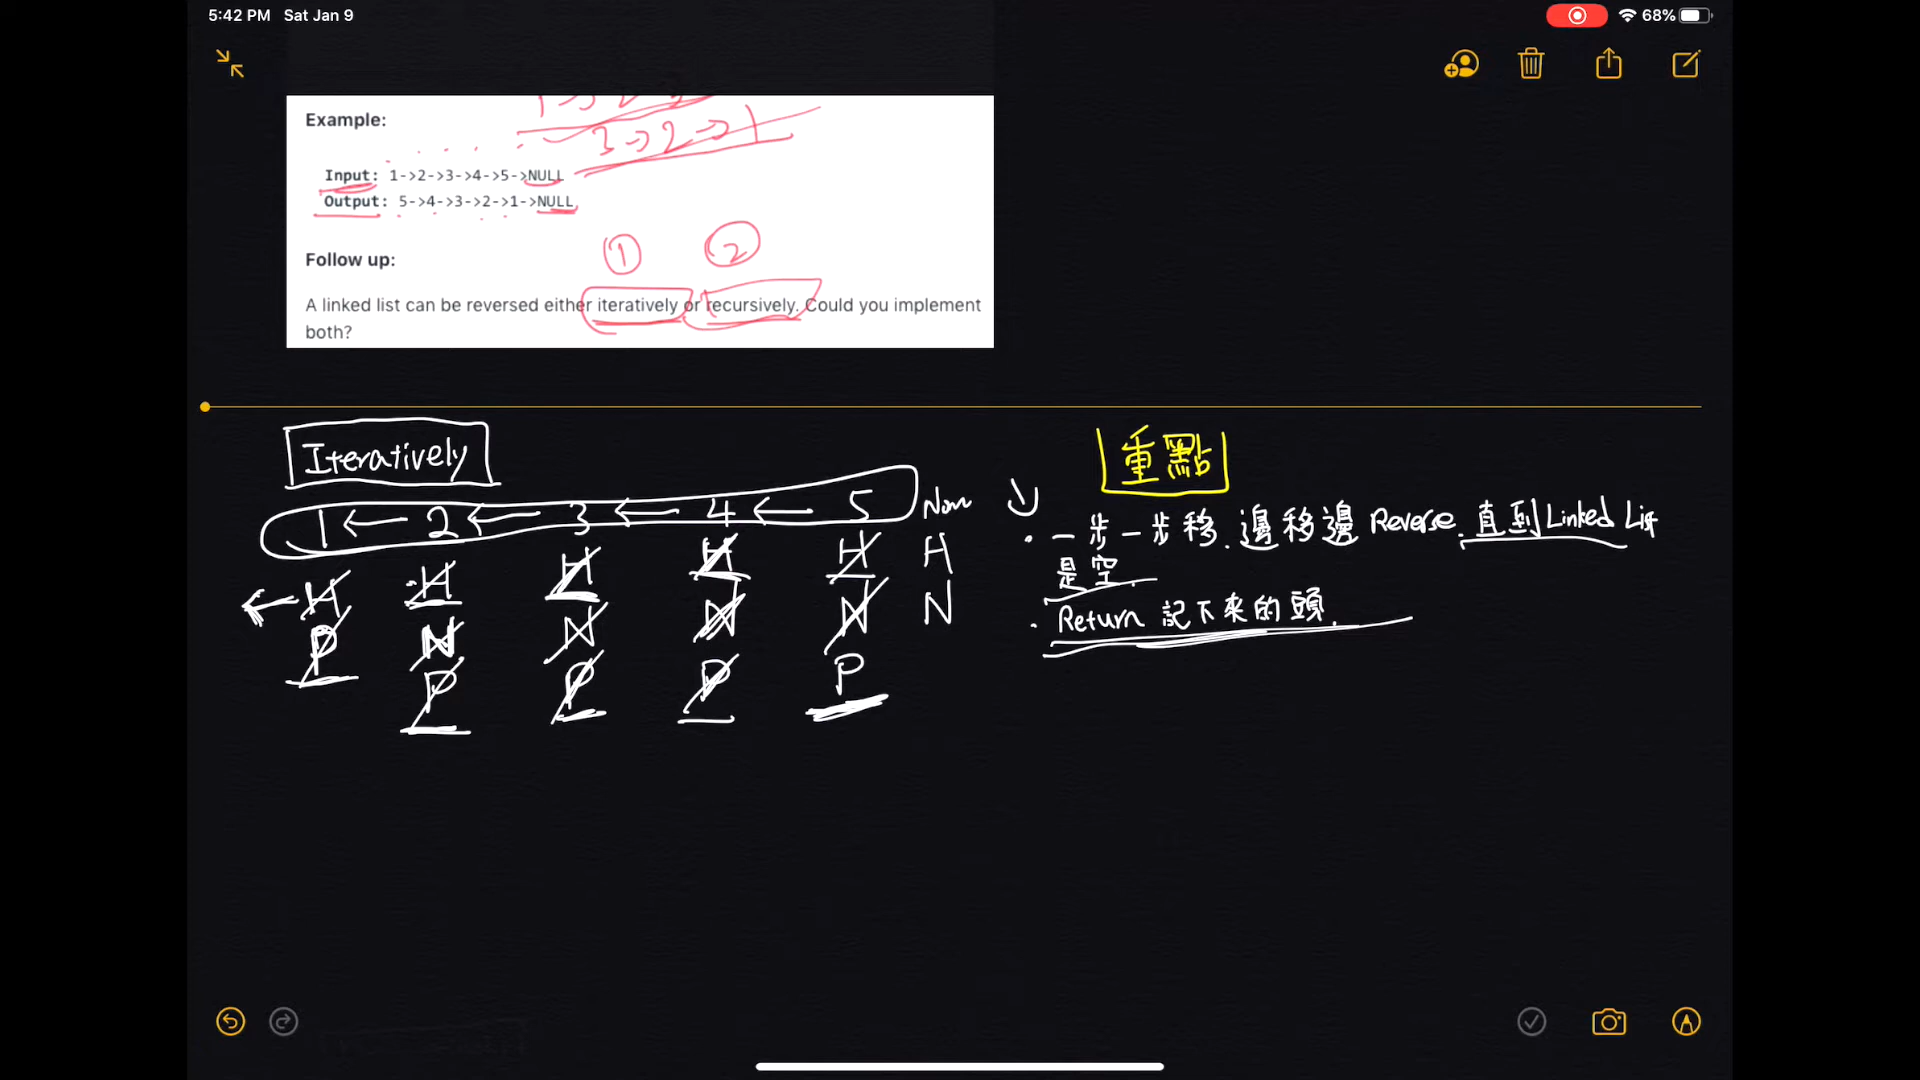 5:42 PM Sat Jan 9
68%
Example:
3->2->1
Input: 1->2->3->4->5->NULL
Output: 5->4->3->2->1->NULL
① ②
Follow up:
A linked list can be reversed either iteratively or recursively. Could you implement
both?
Iteratively
重點
1 ← 2 ← 3 ← 4 ← 5
· 一步一步移. 邊移邊 Reverse. 直到 Linked List
是空.
· Return 記下來的頭.
H H H H H H
P N N N N N
P P P P